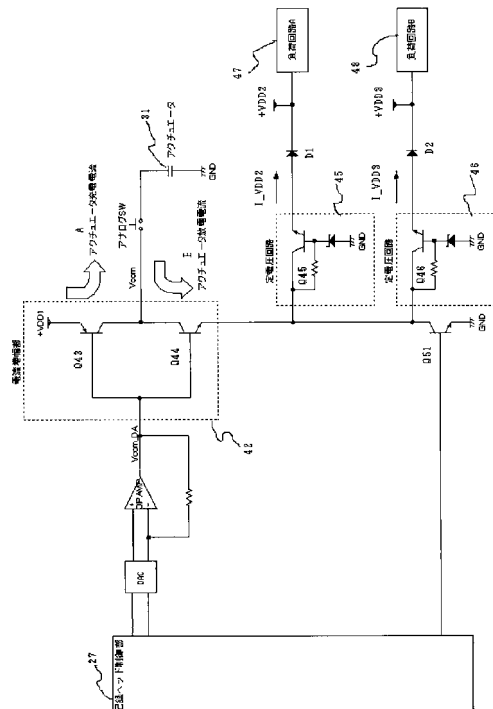 27
記録ヘッド制御部
DAC
OP AMP
Vcom_DA
42
電流増幅部
+VDD1
Q43
Q44
A
アクチュエータ充電電流
B
アクチュエータ放電電流
Vcom
アナログSW
31
アクチュエータ
GND
定電圧回路
Q45
45
GND
I_VDD2
D1
+VDD2
47
負荷回路A
定電圧回路
Q46
46
GND
I_VDD3
D2
+VDD3
48
負荷回路B
Q51
GND